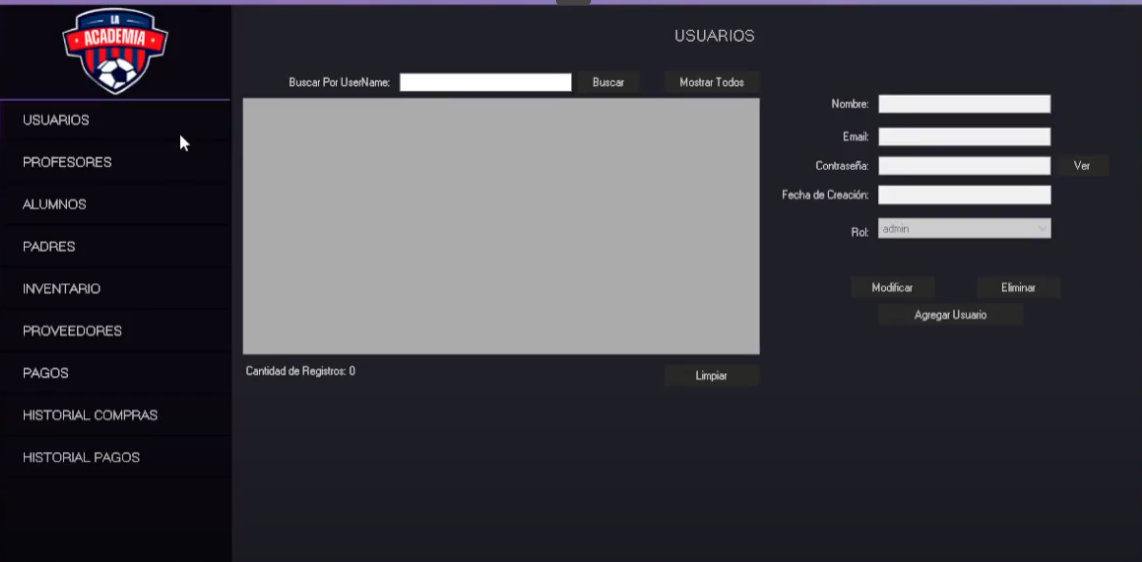 LA
ACADEMIA
USUARIOS
PROFESORES
ALUMNOS
PADRES
INVENTARIO
PROVEEDORES
PAGOS
HISTORIAL COMPRAS
HISTORIAL PAGOS
USUARIOS
Buscar Por UserName: Buscar Mostrar Todos
Cantidad de Registros: 0 Limpiar
Nombre:
Email:
Contraseña: Ver
Fecha de Creación:
Rol: admin
Modificar Eliminar
Agregar Usuario